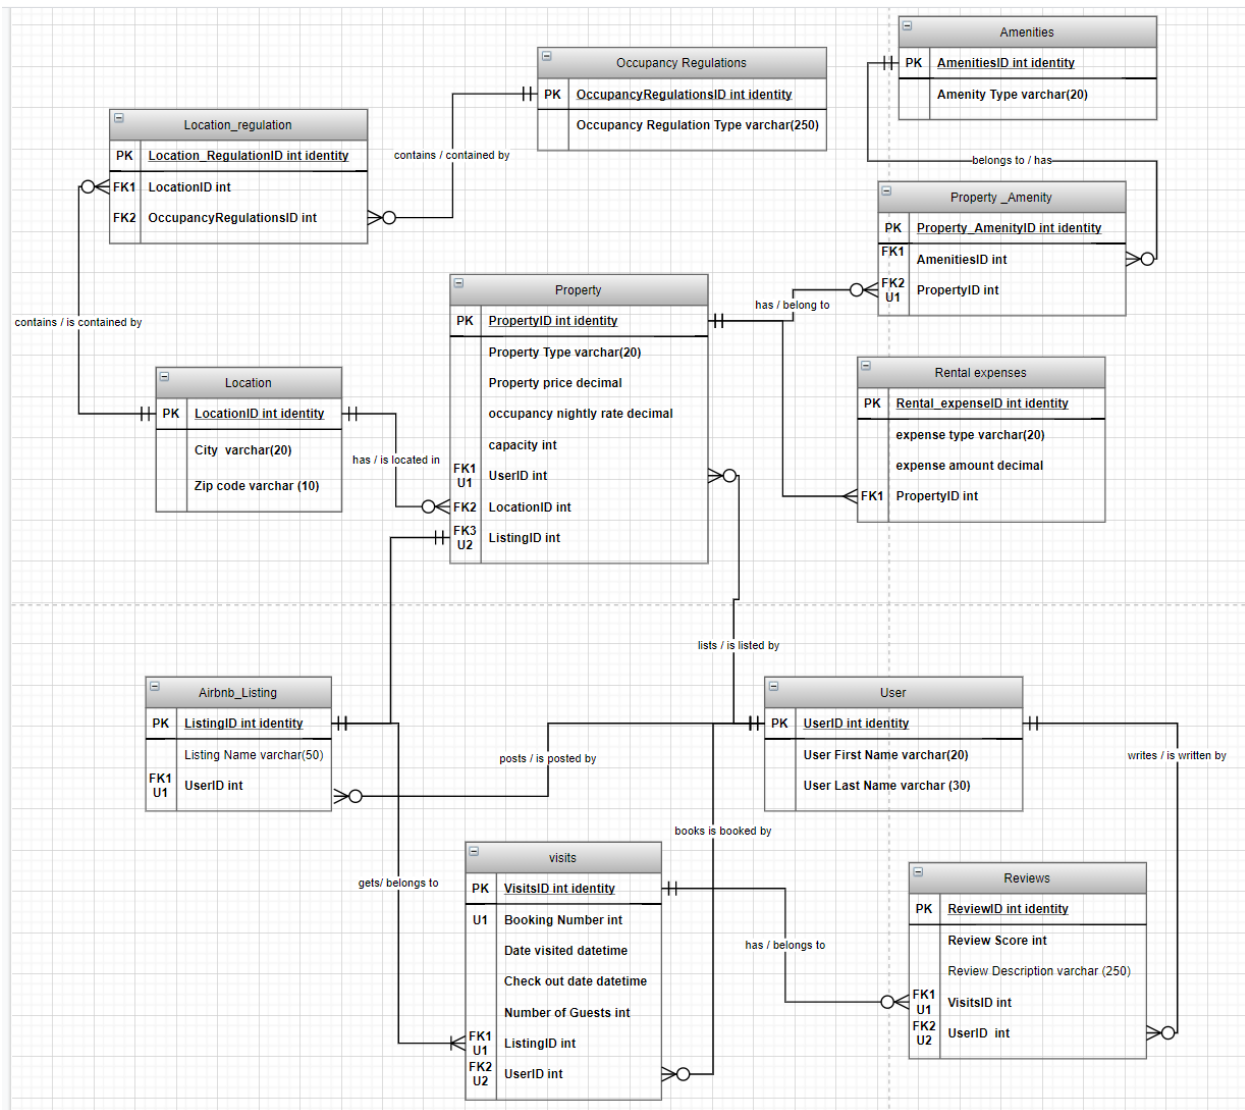 Amenities
PK AmenitiesID int identity
Amenity Type varchar(20)
Occupancy Regulations
PK OccupancyRegulationsID int identity
Occupancy Regulation Type varchar(250)
Location_regulation
PK Location_RegulationID int identity
FK1 LocationID int
FK2 OccupancyRegulationsID int
contains / contained by
belongs to / has
Property _Amenity
PK Property_AmenityID int identity
FK1 AmenitiesID int
FK2 U1 PropertyID int
Property
PK PropertyID int identity
Property Type varchar(20)
Property price decimal
occupancy nightly rate decimal
capacity int
FK1 U1 UserID int
FK2 LocationID int
FK3 U2 ListingID int
has / belong to
contains / is contained by
Location
PK LocationID int identity
City varchar(20)
Zip code varchar (10)
has / is located in
Rental expenses
PK Rental_expenseID int identity
expense type varchar(20)
expense amount decimal
FK1 PropertyID int
lists / is listed by
Airbnb_Listing
PK ListingID int identity
Listing Name varchar(50)
FK1 U1 UserID int
posts / is posted by
User
PK UserID int identity
User First Name varchar(20)
User Last Name varchar (30)
writes / is written by
books is booked by
gets/ belongs to
visits
PK VisitsID int identity
U1 Booking Number int
Date visited datetime
Check out date datetime
Number of Guests int
FK1 U1 ListingID int
FK2 U2 UserID int
has / belongs to
Reviews
PK ReviewID int identity
Review Score int
Review Description varchar (250)
FK1 U1 VisitsID int
FK2 U2 UserID int